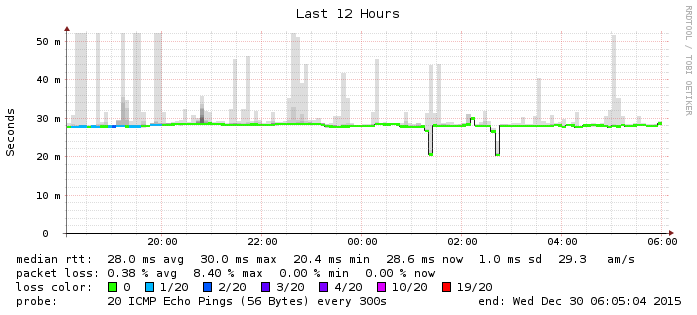 Last 12 Hours
RRDTOOL / TOBI OETIKER
Seconds
50 m
40 m
30 m
20 m
10 m
0
20:00 22:00 00:00 02:00 04:00 06:00
median rtt: 28.0 ms avg 30.0 ms max 20.4 ms min 28.6 ms now 1.0 ms sd 29.3 am/s
packet loss: 0.38 % avg 8.40 % max 0.00 % min 0.00 % now
loss color: 0 1/20 2/20 3/20 4/20 10/20 19/20
probe: 20 ICMP Echo Pings (56 Bytes) every 300s end: Wed Dec 30 06:05:04 2015